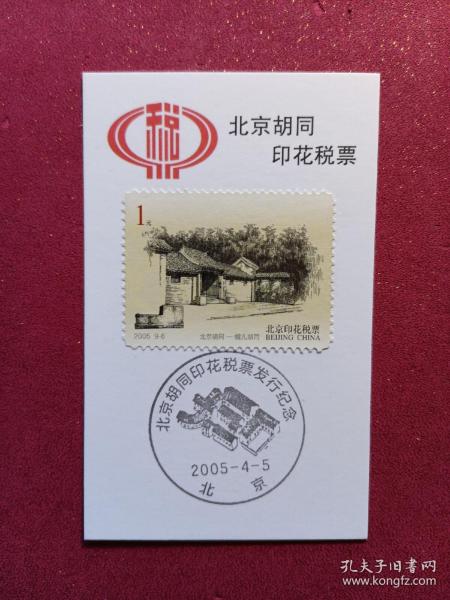 税
北京胡同
印花税票
1元
2005 9-6
北京胡同—帽儿胡同
北京印花税票
BEIJING CHINA
北京胡同印花税票发行纪念
2005-4-5
北京
孔夫子旧书网
www.kongfz.com